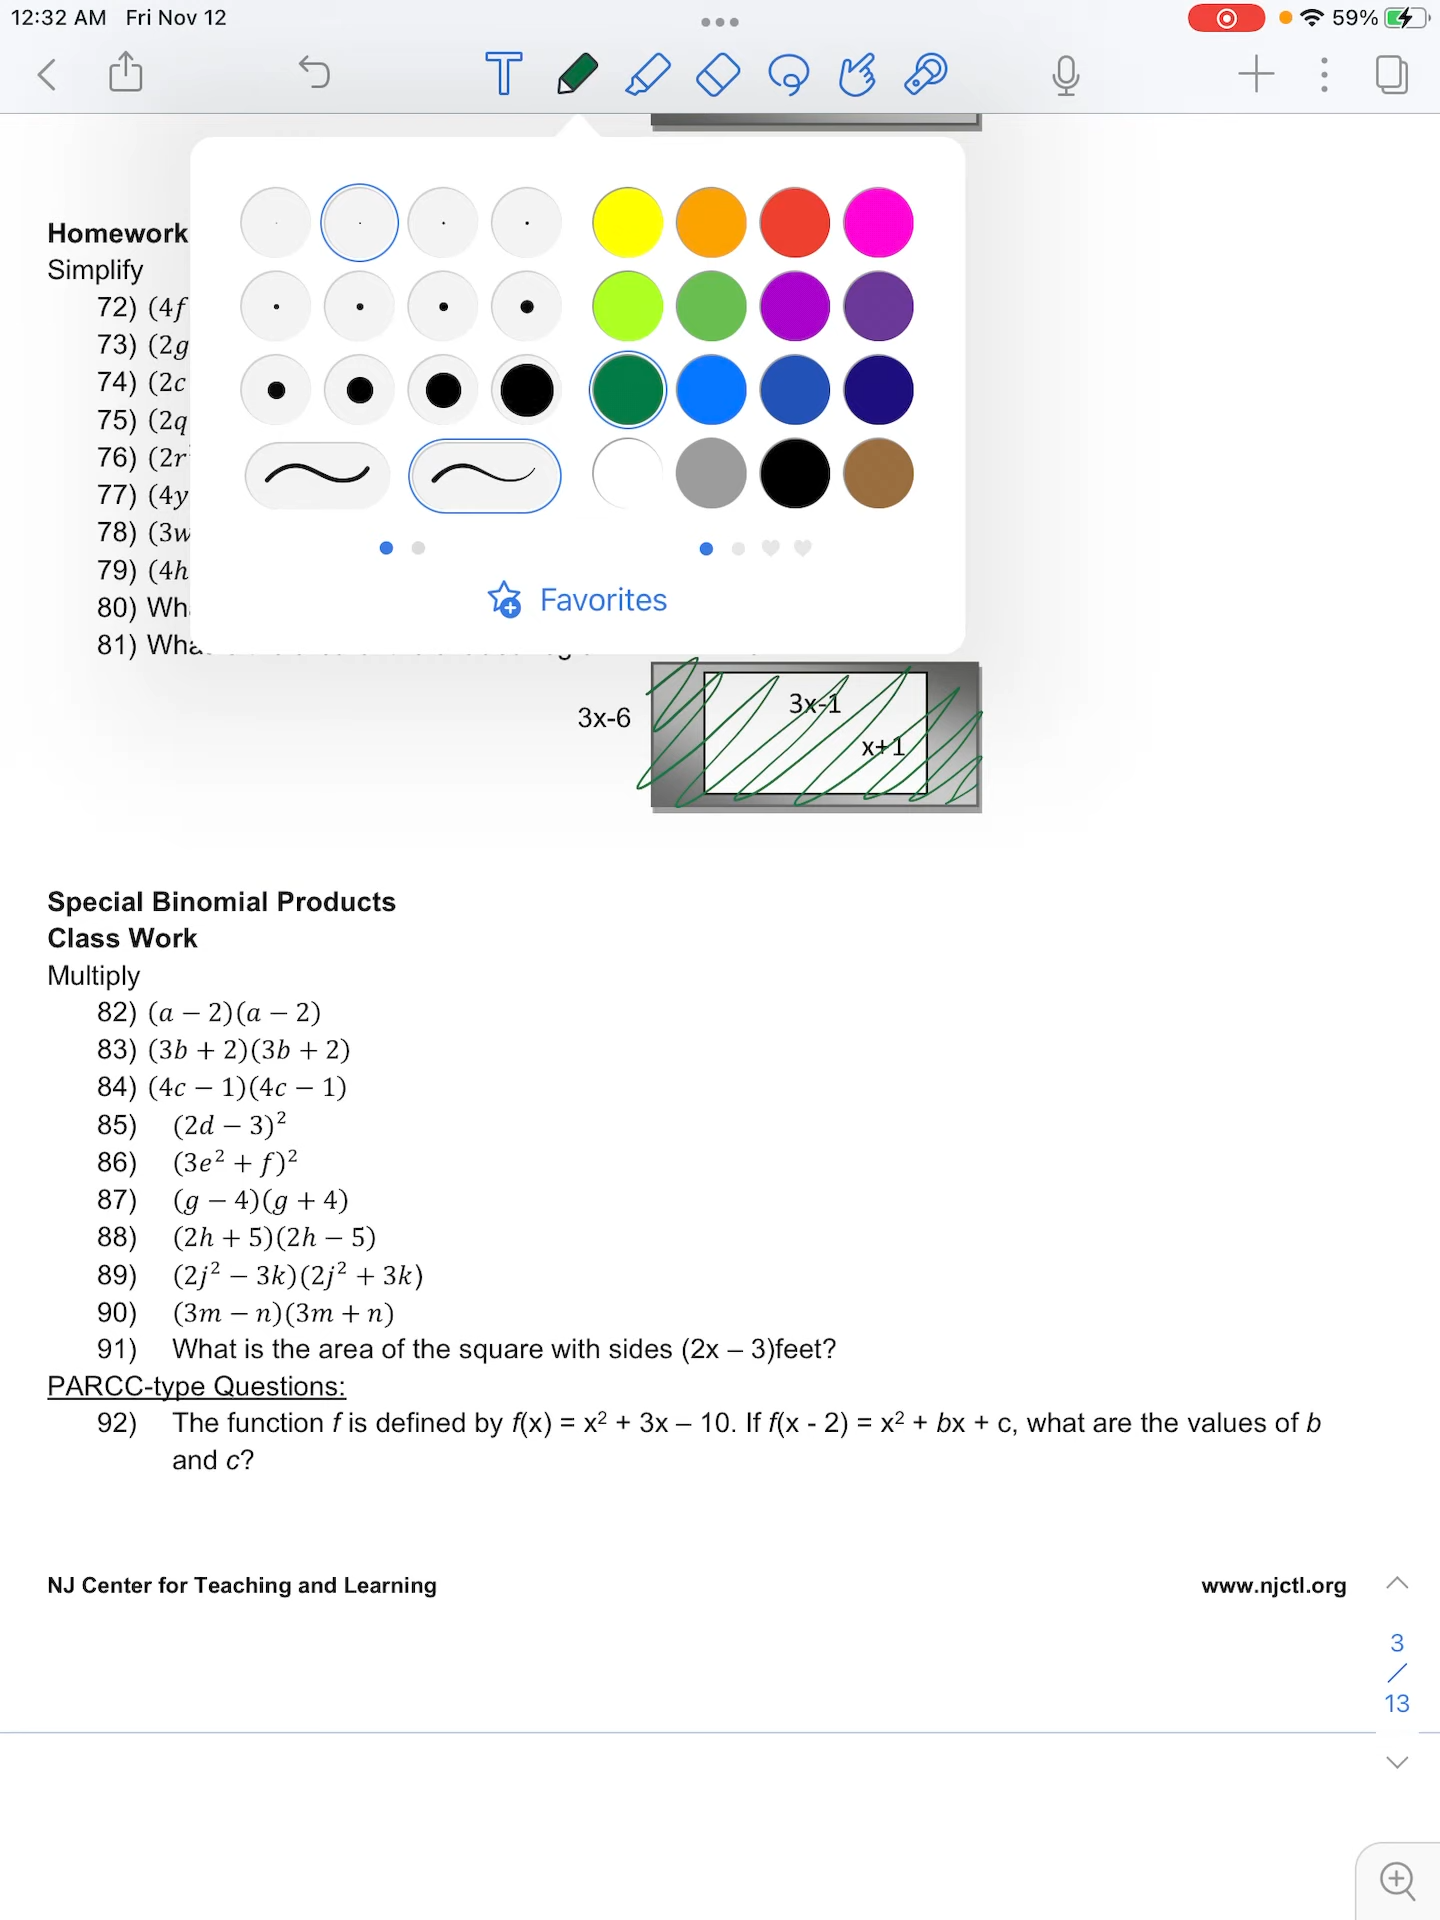 12:32 AM Fri Nov 12
59%
T
Homework
Simplify
72) (4f
73) (2g
74) (2c
75) (2q
76) (2r
77) (4y
78) (3w
79) (4h
80) Wh
81) Wha
Favorites
3x-6
3x-1
x+1
Special Binomial Products
Class Work
Multiply
82) (a − 2)(a − 2)
83) (3b + 2)(3b + 2)
84) (4c − 1)(4c − 1)
85) (2d − 3)²
86) (3e² + f)²
87) (g − 4)(g + 4)
88) (2h + 5)(2h − 5)
89) (2j² − 3k)(2j² + 3k)
90) (3m − n)(3m + n)
91) What is the area of the square with sides (2x – 3)feet?
PARCC-type Questions:
92) The function f is defined by f(x) = x² + 3x – 10. If f(x - 2) = x² + bx + c, what are the values of b
and c?
NJ Center for Teaching and Learning
www.njctl.org
3
/
13